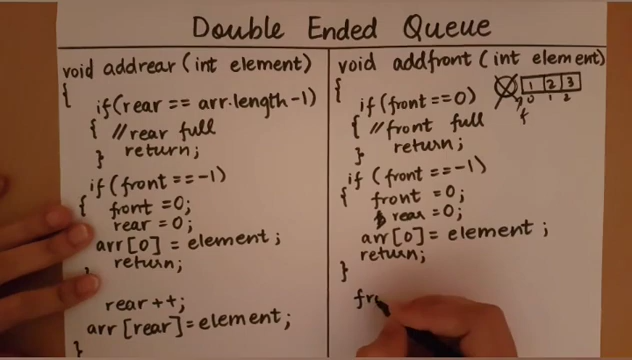 Double Ended Queue
void addrear (int element)
{
if(rear == arr.length-1)
{ //rear full
return;
}
if(front ==-1)
{ front =0;
rear =0;
arr[0] = element ;
return;
}
rear ++;
arr[rear]=element;
}
void addfront (int element)
{
if (front ==0)
{ //front full
return;
}
if (front ==-1)
{ front =0;
rear =0;
arr[0]= element ;
return;
}
fr
1 2 3
0 1 2
f